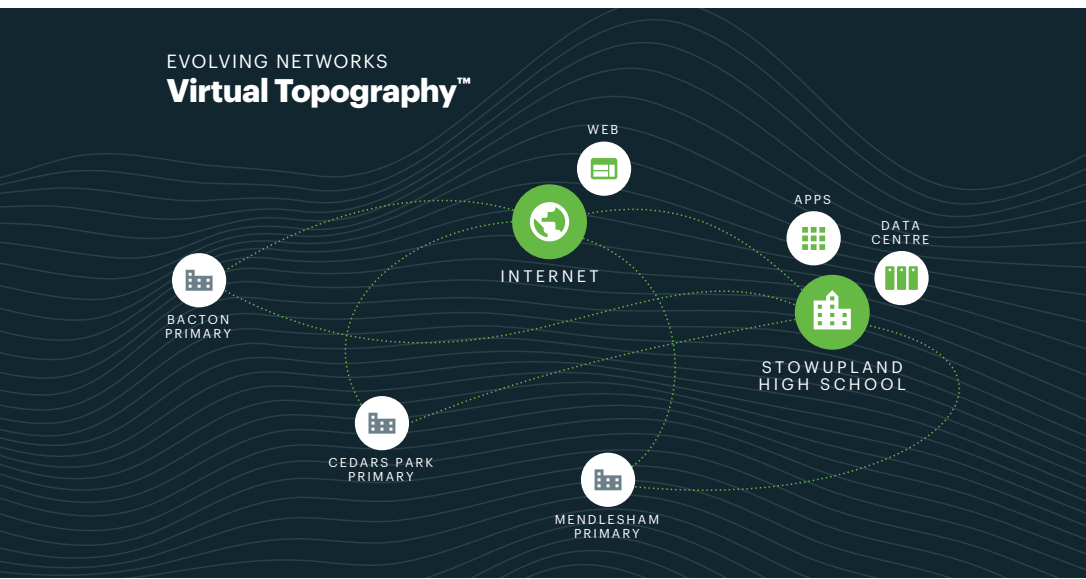 EVOLVING NETWORKS
Virtual Topography™
WEB
INTERNET
APPS
DATA
CENTRE
BACTON
PRIMARY
STOWUPLAND
HIGH SCHOOL
CEDARS PARK
PRIMARY
MENDLESHAM
PRIMARY